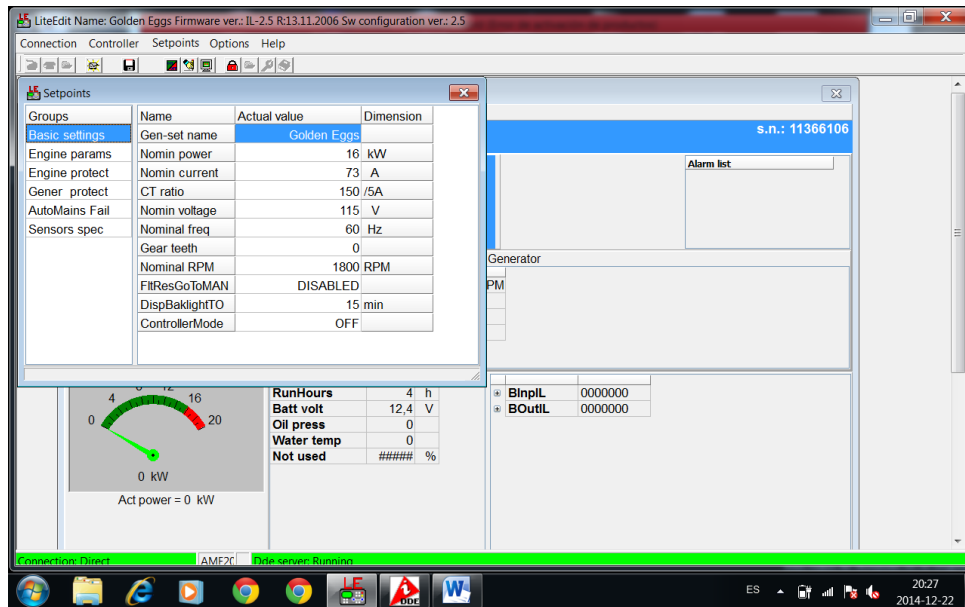 LiteEdit Name: Golden Eggs Firmware ver.: IL-2.5 R:13.11.2006 Sw configuration ver.: 2.5
Connection Controller Setpoints Options Help
Setpoints
Groups Name Actual value Dimension
Basic settings Gen-set name Golden Eggs
Engine params Nomin power 16 kW
Engine protect Nomin current 73 A
Gener protect CT ratio 150 /5A
AutoMains Fail Nomin voltage 115 V
Sensors spec Nominal freq 60 Hz
Gear teeth 0
Nominal RPM 1800 RPM
FltResGoToMAN DISABLED
DispBaklightTO 15 min
ControllerMode OFF
s.n.: 11366106
Alarm list
Generator
PM
4 8 12 16
0 20
0 kW
Act power = 0 kW
RunHours 4 h
Batt volt 12,4 V
Oil press 0
Water temp 0
Not used ##### %
BInpIL 0000000
BOutIL 0000000
Connection: Direct AMF20 Dde server: Running
LE
DDE
W
ES 20:27
2014-12-22